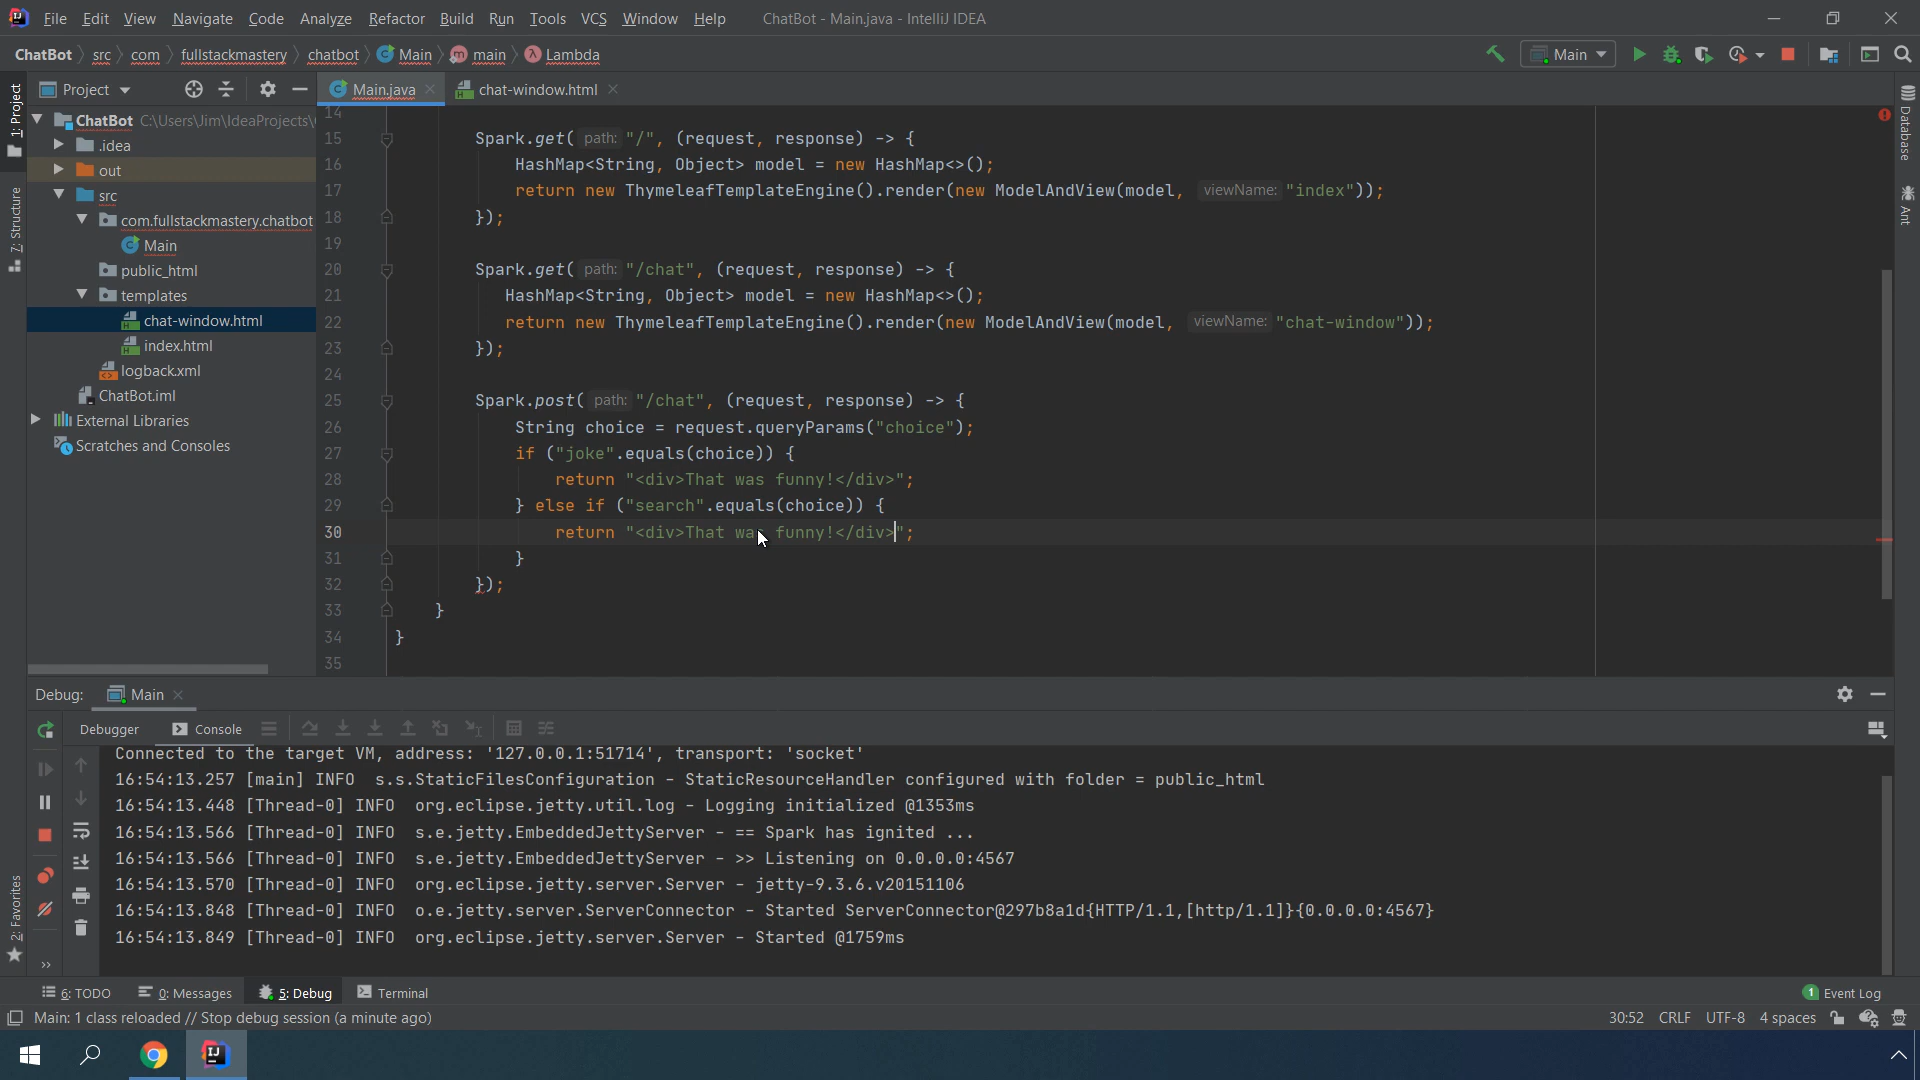 File Edit View Navigate Code Analyze Refactor Build Run Tools VCS Window Help ChatBot - Main.java - IntelliJ IDEA
ChatBot src com fullstackmastery chatbot Main main Lambda Main
Project Main.java chat-window.html
ChatBot C:\Users\Jim\IdeaProjects\
.idea
out
src
com.fullstackmastery.chatbot
Main
public_html
templates
chat-window.html
index.html
logback.xml
ChatBot.iml
External Libraries
Scratches and Consoles
1: Project
7: Structure
2: Favorites
Database
Ant
14
15 Spark.get( path: "/", (request, response) -> {
16 HashMap<String, Object> model = new HashMap<>();
17 return new ThymeleafTemplateEngine().render(new ModelAndView(model, viewName: "index"));
18 });
19
20 Spark.get( path: "/chat", (request, response) -> {
21 HashMap<String, Object> model = new HashMap<>();
22 return new ThymeleafTemplateEngine().render(new ModelAndView(model, viewName: "chat-window"));
23 });
24
25 Spark.post( path: "/chat", (request, response) -> {
26 String choice = request.queryParams("choice");
27 if ("joke".equals(choice)) {
28 return "<div>That was funny!</div>";
29 } else if ("search".equals(choice)) {
30 return "<div>That was funny!</div>";
31 }
32 });
33 }
34 }
35
Debug: Main
Debugger Console
Connected to the target VM, address: '127.0.0.1:51714', transport: 'socket'
16:54:13.257 [main] INFO s.s.StaticFilesConfiguration - StaticResourceHandler configured with folder = public_html
16:54:13.448 [Thread-0] INFO org.eclipse.jetty.util.log - Logging initialized @1353ms
16:54:13.566 [Thread-0] INFO s.e.jetty.EmbeddedJettyServer - == Spark has ignited ...
16:54:13.566 [Thread-0] INFO s.e.jetty.EmbeddedJettyServer - >> Listening on 0.0.0.0:4567
16:54:13.570 [Thread-0] INFO org.eclipse.jetty.server.Server - jetty-9.3.6.v20151106
16:54:13.848 [Thread-0] INFO o.e.jetty.server.ServerConnector - Started ServerConnector@297b8a1d{HTTP/1.1,[http/1.1]}{0.0.0.0:4567}
16:54:13.849 [Thread-0] INFO org.eclipse.jetty.server.Server - Started @1759ms
6: TODO 0: Messages 5: Debug Terminal 1 Event Log
Main: 1 class reloaded // Stop debug session (a minute ago) 30:52 CRLF UTF-8 4 spaces